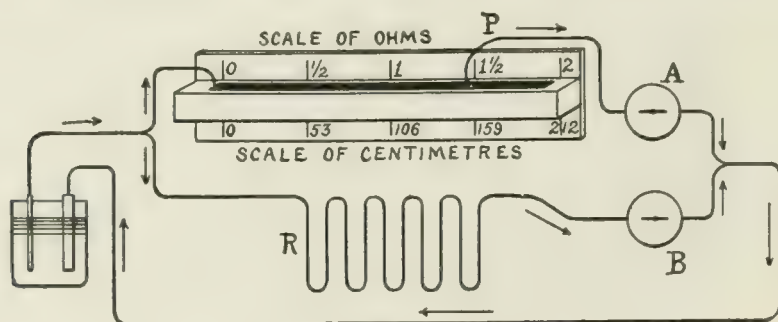 P
SCALE OF OHMS
0 1/2 1 1 1/2 2
A
0 53 106 159 212
SCALE OF CENTIMETRES
R
B